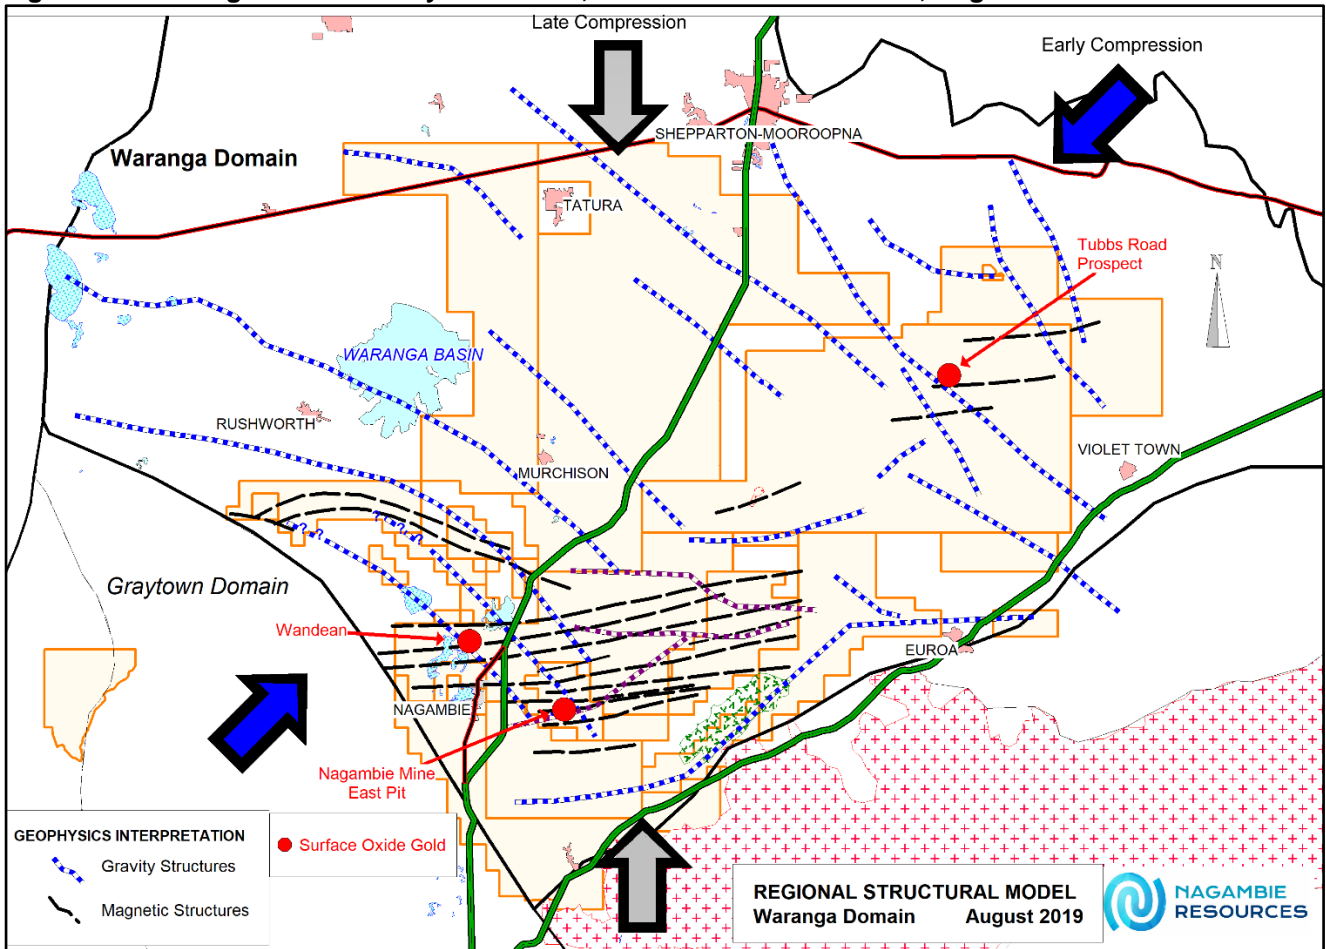 Late Compression
Early Compression
SHEPPARTON-MOOROOPNA
Waranga Domain
TATURA
Tubbs Road
Prospect
N
WARANGA BASIN
RUSHWORTH
MURCHISON
VIOLET TOWN
Graytown Domain
Wandean
EUROA
NAGAMBIE
Nagambie Mine
East Pit
GEOPHYSICS INTERPRETATION
Gravity Structures
Magnetic Structures
Surface Oxide Gold
REGIONAL STRUCTURAL MODEL
Waranga Domain August 2019
NAGAMBIE
RESOURCES